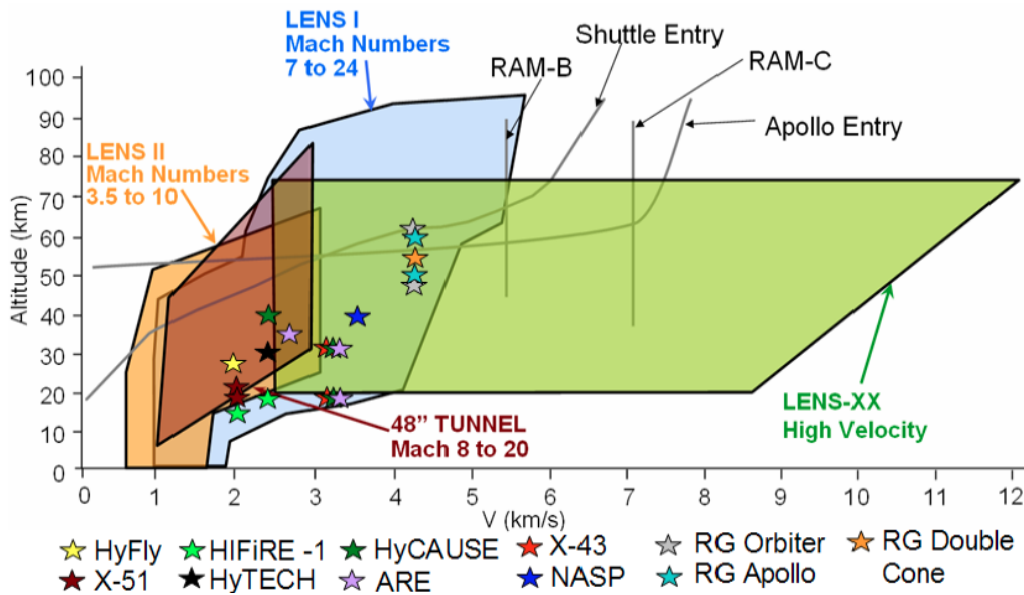 LENS I
Mach Numbers
7 to 24
Shuttle Entry
RAM-B
RAM-C
Apollo Entry
LENS II
Mach Numbers
3.5 to 10
Altitude (km)
100
90
80
70
60
50
40
30
20
10
0
48” TUNNEL
Mach 8 to 20
LENS-XX
High Velocity
0 1 2 3 4 5 6 7 8 9 10 11 12
V (km/s)
HyFly HIFiRE -1 HyCAUSE X-43 RG Orbiter RG Double
X-51 HyTECH ARE NASP RG Apollo Cone